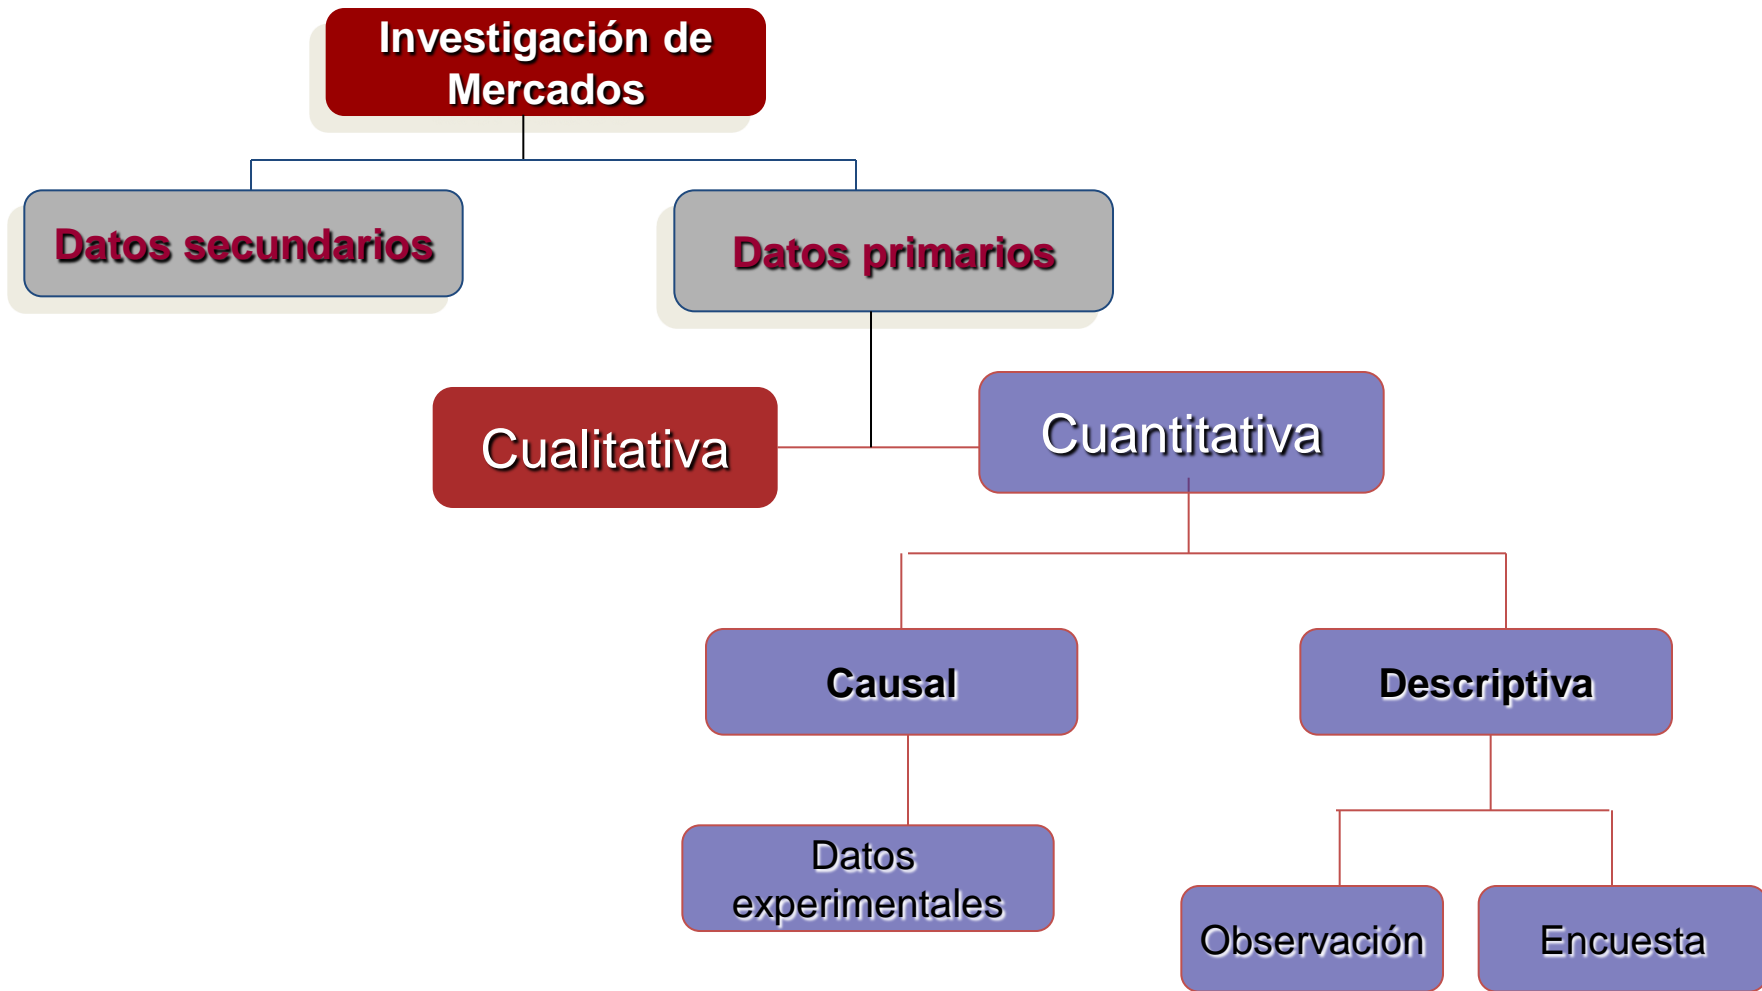 Investigación de
Mercados
Datos secundarios
Datos primarios
Cualitativa
Cuantitativa
Causal
Descriptiva
Datos
experimentales
Observación
Encuesta